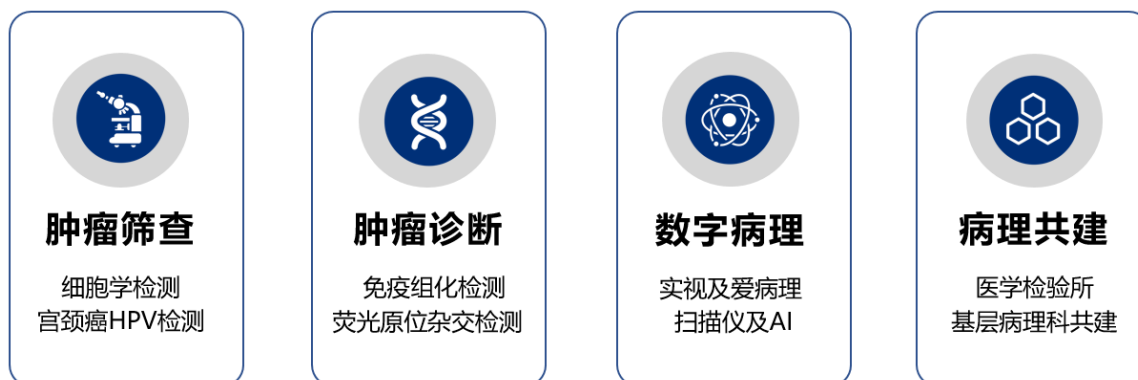 肿瘤筛查
细胞学检测
宫颈癌HPV检测
肿瘤诊断
免疫组化检测
荧光原位杂交检测
数字病理
实视及爱病理
扫描仪及AI
病理共建
医学检验所
基层病理科共建